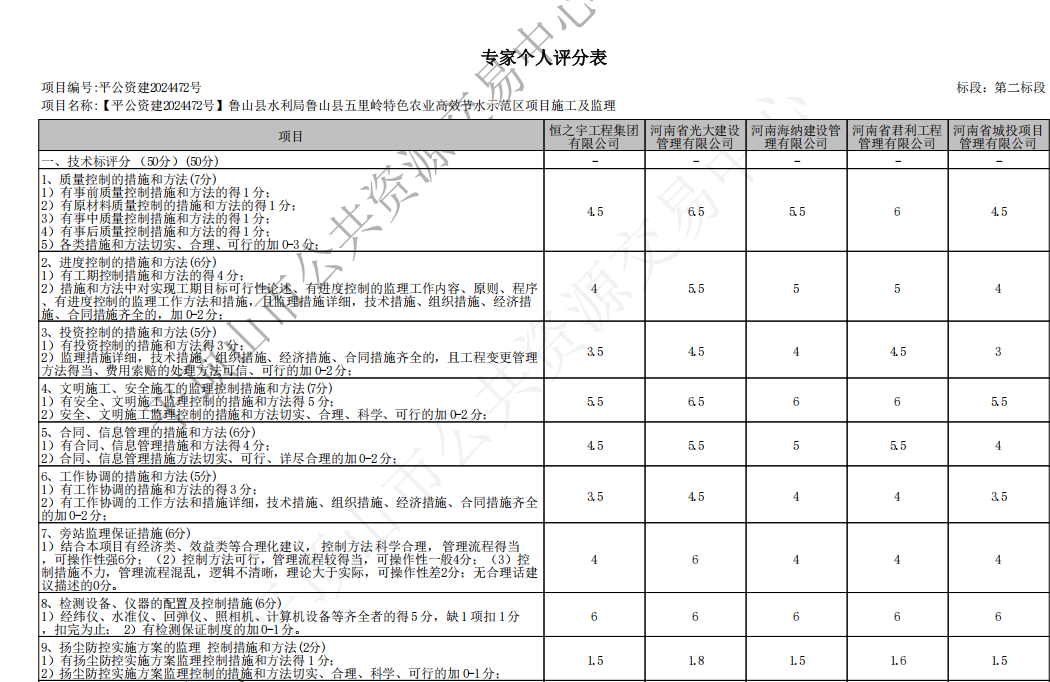 专家个人评分表
项目编号:平公资建2024472号
标段：第二标段
项目名称:【平公资建2024472号】鲁山县水利局鲁山县五里岭特色农业高效节水示范区项目施工及监理
项目
恒之宇工程集团
有限公司
河南省光大建设
管理有限公司
河南海纳建设管
理有限公司
河南省君利工程
管理有限公司
河南省城投项目
管理有限公司
一、技术标评分 （50分）(50分)
-
-
-
-
-
1、质量控制的措施和方法(7分)
1）有事前质量控制措施和方法的得1分；
2）有原材料质量控制的措施和方法的得1分；
3）有事中质量控制措施和方法的得1分；
4）有事后质量控制措施和方法的得1分；
5）各类措施和方法切实、合理、可行的加0-3分；
4.5
6.5
5.5
6
4.5
2、进度控制的措施和方法(6分)
1）有工期控制措施和方法的得4分；
2）措施和方法中对实现工期目标可行性论述、有进度控制的监理工作内容、原则、程序
、有进度控制的监理工作方法和措施，且监理措施详细，技术措施、组织措施、经济措
施、合同措施齐全的，加0-2分；
4
5.5
5
5
4
3、投资控制的措施和方法(5分)
1）有投资控制的措施和方法得3分；
2）监理措施详细，技术措施、组织措施、经济措施、合同措施齐全的，且工程变更管理
方法得当、费用索赔的处理方法可信、可行的加0-2分；
3.5
4.5
4
4.5
3
4、文明施工、安全施工的监理控制措施和方法(7分)
1）有安全、文明施工监理控制的措施和方法得5分；
2）安全、文明施工监理控制的措施和方法切实、合理、科学、可行的加0-2分；
5.5
6.5
6
6
5.5
5、合同、信息管理的措施和方法(6分)
1）有合同、信息管理措施和方法得4分；
2）合同、信息管理措施方法切实、可行、详尽合理的加0-2分；
4.5
5.5
5
5.5
4
6、工作协调的措施和方法(5分)
1）有工作协调的措施和方法的得3分；
2）有工作协调的工作方法和措施详细，技术措施、组织措施、经济措施、合同措施齐全
的加0-2分；
3.5
4.5
4
4
3.5
7、旁站监理保证措施(6分)
1）结合本项目有经济类、效益类等合理化建议， 控制方法科学合理， 管理流程得当
，可操作性强6分；（2）控制方法可行，管理流程较得当，可操作性一般4分；（3）控
制措施不力，管理流程混乱，逻辑不清晰，理论大于实际，可操作性差2分；无合理话建
议描述的0分。
4
6
4
4
4
8、检测设备、仪器的配置及控制措施(6分)
1）经纬仪、水准仪、回弹仪、照相机、计算机设备等齐全者的得5分，缺1项扣1分
，扣完为止； 2）有检测保证制度的加0-1分。
6
6
6
6
6
9、扬尘防控实施方案的监理 控制措施和方法(2分)
1）有扬尘防控实施方案监理控制措施和方法得1分；
2）扬尘防控实施方案监理控制的措施和方法切实、合理、科学、可行的加0-1分；
1.5
1.8
1.5
1.6
1.5
平顶山市公共资源交易中心
平顶山市公共资源交易中心